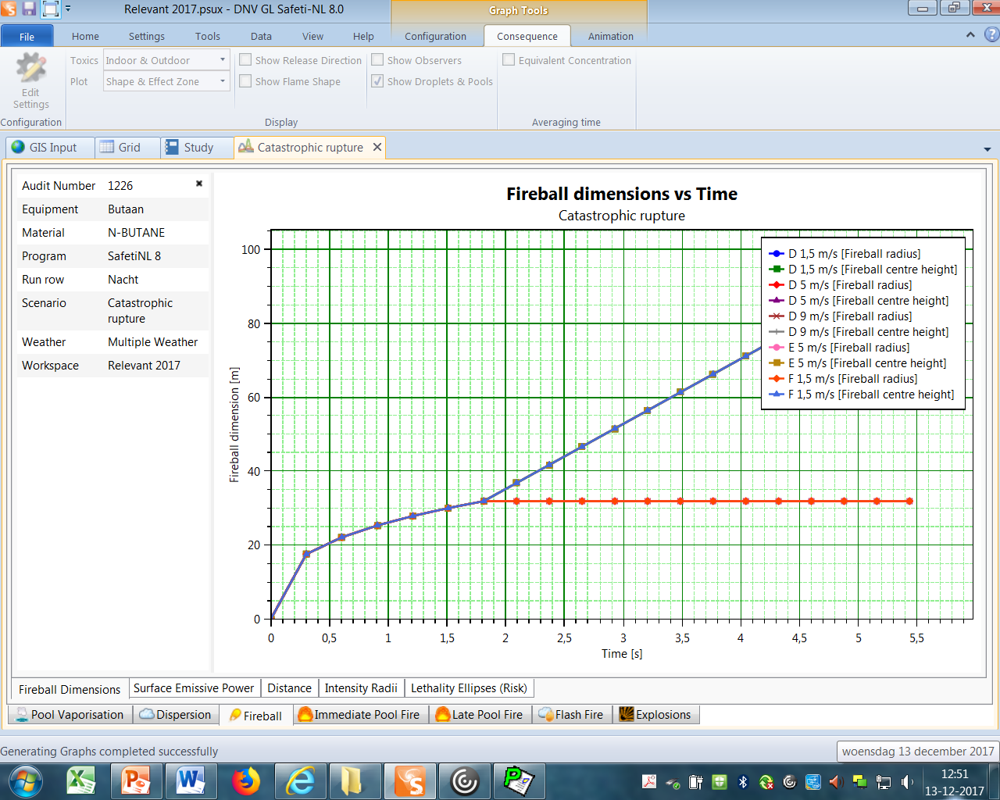 Relevant 2017.psux - DNV GL Safeti-NL 8.0
Graph Tools
File
Home
Settings
Tools
Data
View
Help
Configuration
Consequence
Animation
Edit
Settings
Configuration
Toxics
Indoor & Outdoor
Plot
Shape & Effect Zone
Show Release Direction
Show Flame Shape
Show Observers
Show Droplets & Pools
Display
Equivalent Concentration
Averaging time
GIS Input
Grid
Study
Catastrophic rupture
Audit Number 1226
Equipment Butaan
Material N-BUTANE
Program SafetiNL 8
Run row Nacht
Scenario Catastrophic
rupture
Weather Multiple Weather
Workspace Relevant 2017
Fireball dimensions vs Time
Catastrophic rupture
Fireball dimension [m]
100
80
60
40
20
0
D 1,5 m/s [Fireball radius]
D 1,5 m/s [Fireball centre height]
D 5 m/s [Fireball radius]
D 5 m/s [Fireball centre height]
D 9 m/s [Fireball radius]
D 9 m/s [Fireball centre height]
E 5 m/s [Fireball radius]
E 5 m/s [Fireball centre height]
F 1,5 m/s [Fireball radius]
F 1,5 m/s [Fireball centre height]
0 0,5 1 1,5 2 2,5 3 3,5 4 4,5 5 5,5
Time [s]
Fireball Dimensions
Surface Emissive Power
Distance
Intensity Radii
Lethality Ellipses (Risk)
Pool Vaporisation
Dispersion
Fireball
Immediate Pool Fire
Late Pool Fire
Flash Fire
Explosions
Generating Graphs completed successfully
woensdag 13 december 2017
12:51
13-12-2017